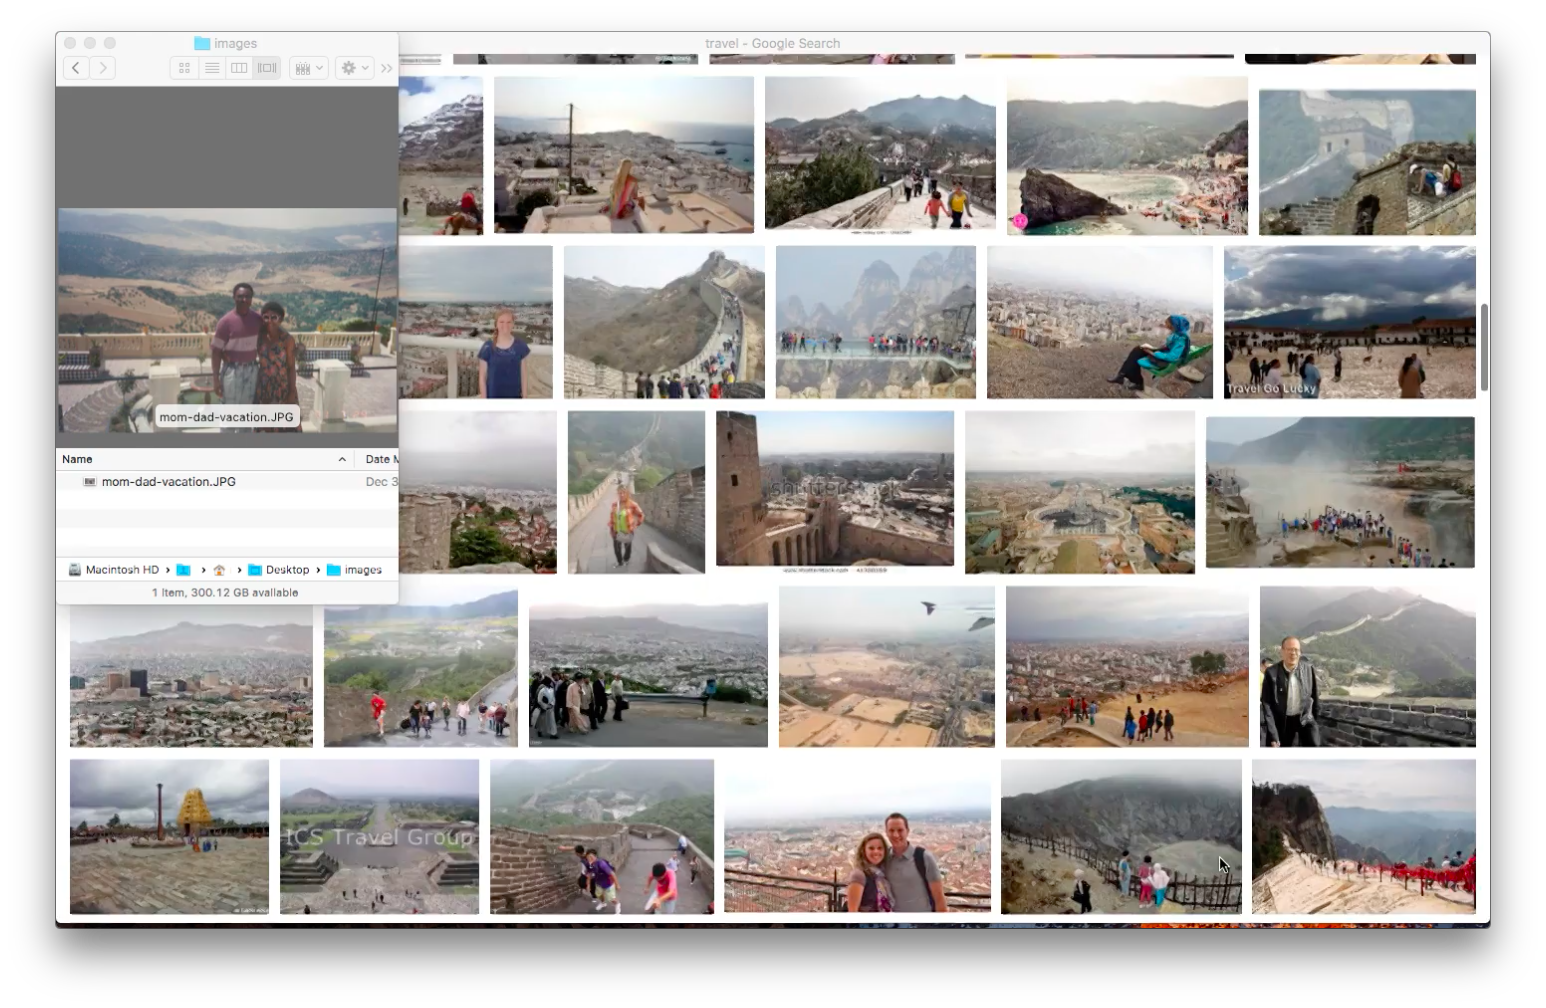 images
travel - Google Search
mom-dad-vacation.JPG
Name
Date M
mom-dad-vacation.JPG
Dec 3
Macintosh HD
Desktop
images
1 item, 300.12 GB available
Travel Go Lucky
shutterst
ICS Travel Group